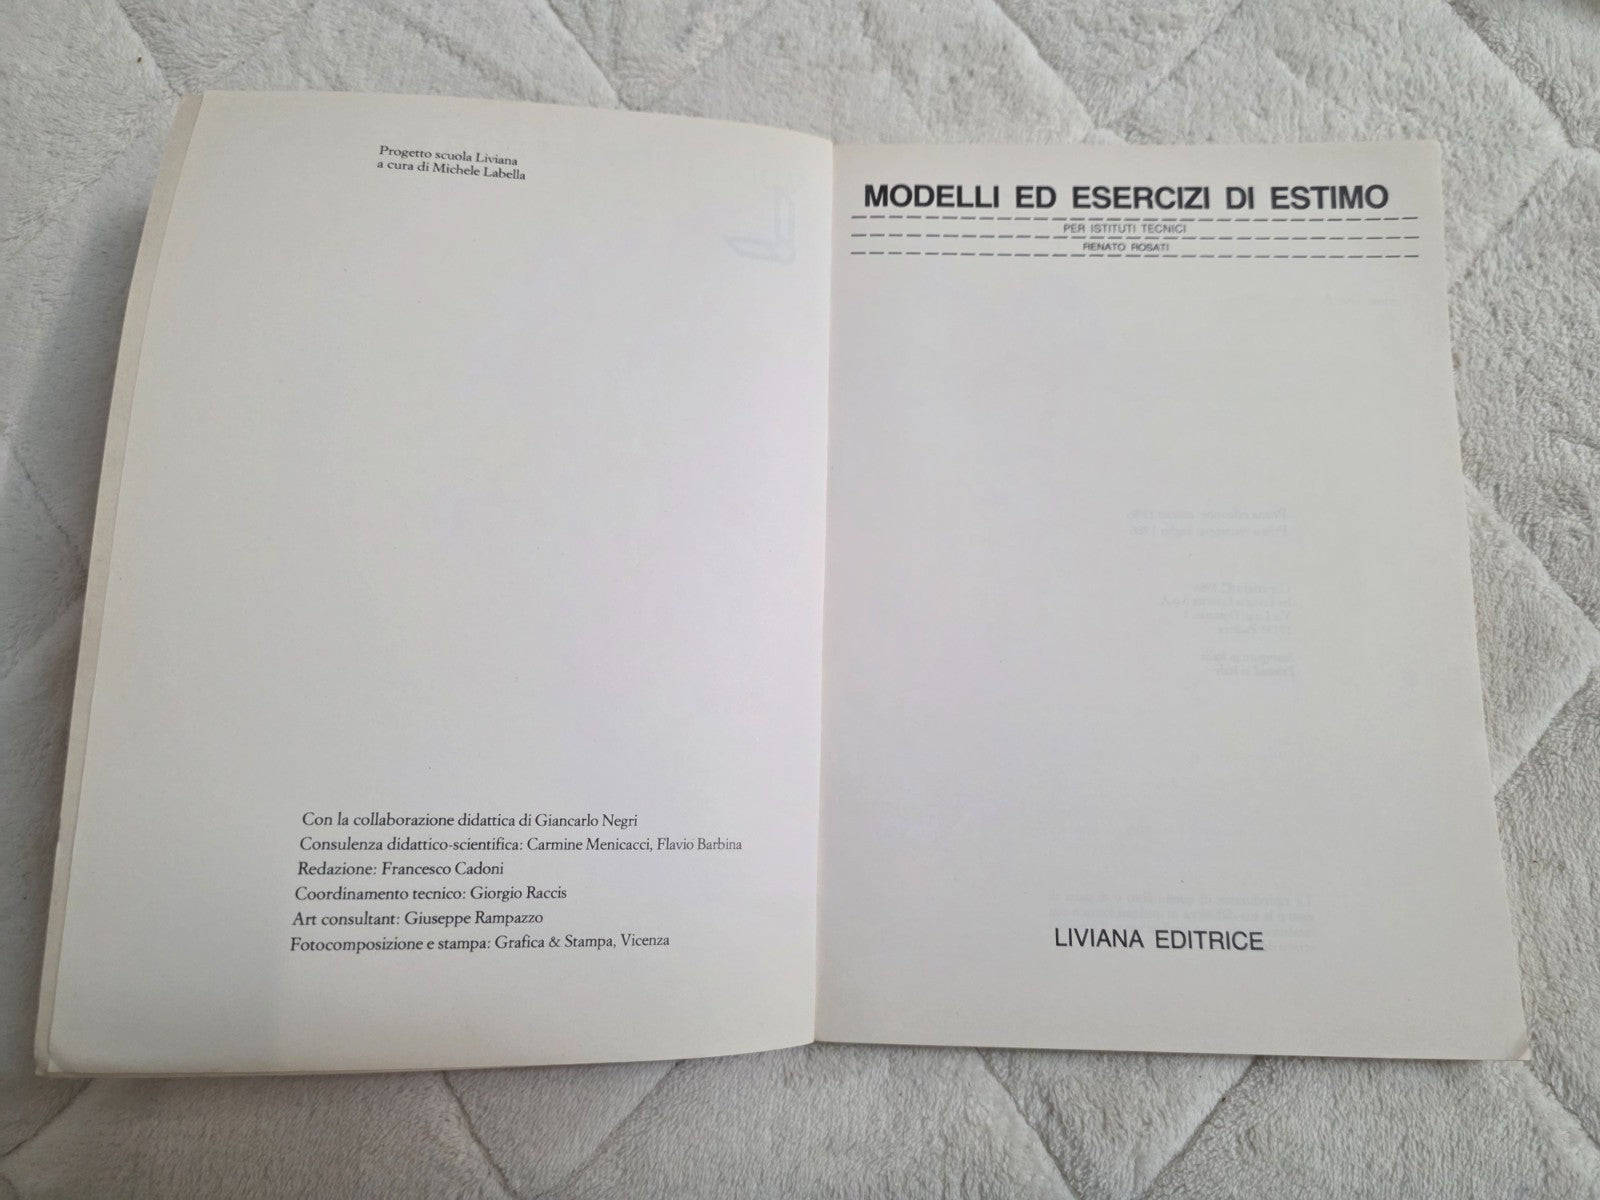 Progetto scuola Liviana
a cura di Michele Labella
Con la collaborazione didattica di Giancarlo Negri
Consulenza didattico-scientifica: Carmine Menicacci, Flavio Barbina
Redazione: Francesco Cadoni
Coordinamento tecnico: Giorgio Raccis
Art consultant: Giuseppe Rampazzo
Fotocomposizione e stampa: Grafica & Stampa, Vicenza
MODELLI ED ESERCIZI DI ESTIMO
PER ISTITUTI TECNICI
RENATO ROSATI
LIVIANA EDITRICE